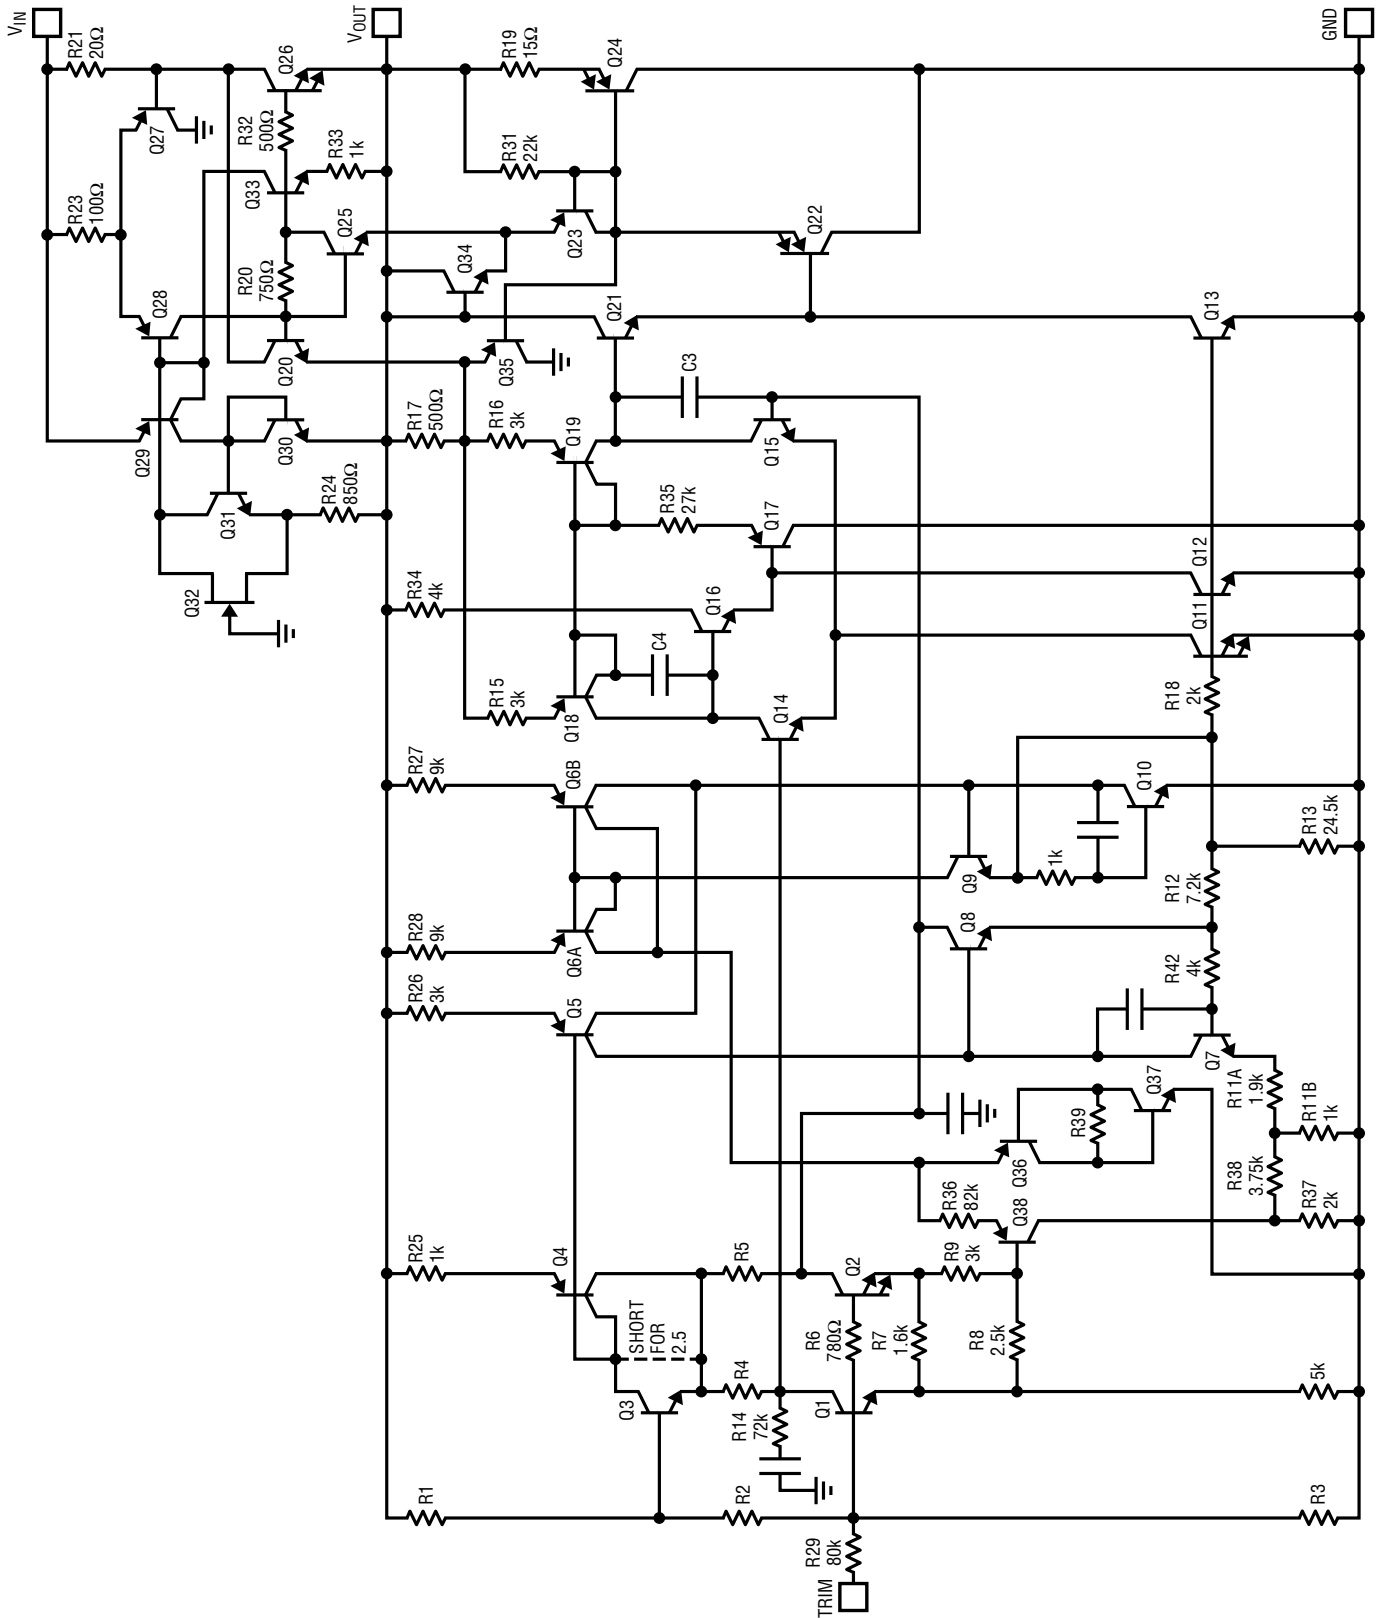 VIN
R21
20Ω
VOUT
GND
Q26
R19
15Ω
Q24
Q27
R32
500Ω
R33
1k
R31
22k
R23
100Ω
Q33
Q25
Q23
Q22
Q34
R20
750Ω
Q28
Q21
Q13
Q20
Q35
C3
Q29
Q30
R17
500Ω
R16
3k
Q19
Q15
Q31
R24
850Ω
R35
27k
Q17
Q32
R34
4k
Q16
Q12
Q11
C4
R15
3k
Q18
Q14
R18
2k
R27
9k
Q6B
Q10
R13
24.5k
Q9
1k
R12
7.2k
R28
9k
Q6A
Q8
R26
3k
Q5
R42
4k
Q7
R11A
1.9k
R11B
1k
Q37
R39
Q36
R38
3.75k
R37
2k
R36
82k
Q38
R25
1k
Q4
R5
Q2
R9
3k
SHORT
FOR
2.5
R6
780Ω
R7
1.6k
R8
2.5k
Q3
R4
R14
72k
Q1
5k
R1
R2
R3
R29
80k
TRIM